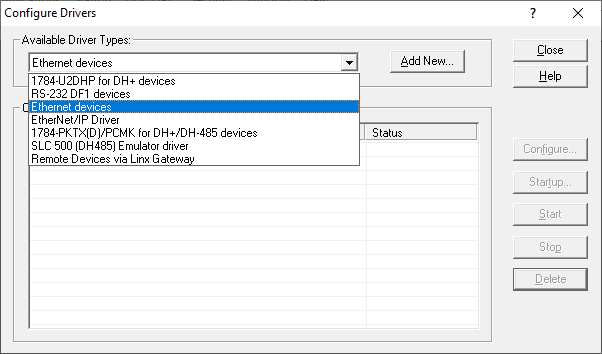 Configure Drivers
Available Driver Types:
Ethernet devices
Add New...
Close
Help
1784-U2DHP for DH+ devices
RS-232 DF1 devices
Ethernet devices
EtherNet/IP Driver
1784-PKTX(D)/PCMK for DH+/DH-485 devices
SLC 500 (DH485) Emulator driver
Remote Devices via Linx Gateway
Status
Configure...
Startup...
Start
Stop
Delete